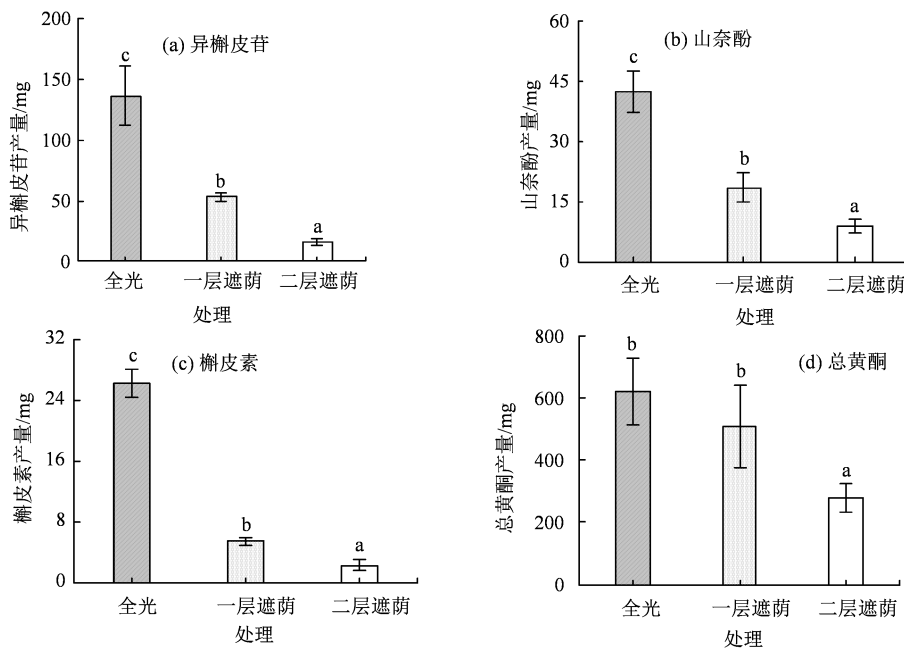 (a) 异槲皮苷
异槲皮苷产量/mg
200
150
100
50
0
c
b
a
全光 一层遮荫 二层遮荫
处理
(b) 山奈酚
山奈酚产量/mg
60
45
30
15
0
c
b
a
全光 一层遮荫 二层遮荫
处理
(c) 槲皮素
槲皮素产量/mg
32
24
16
8
0
c
b
a
全光 一层遮荫 二层遮荫
处理
(d) 总黄酮
总黄酮产量/mg
800
600
400
200
0
b
b
a
全光 一层遮荫 二层遮荫
处理